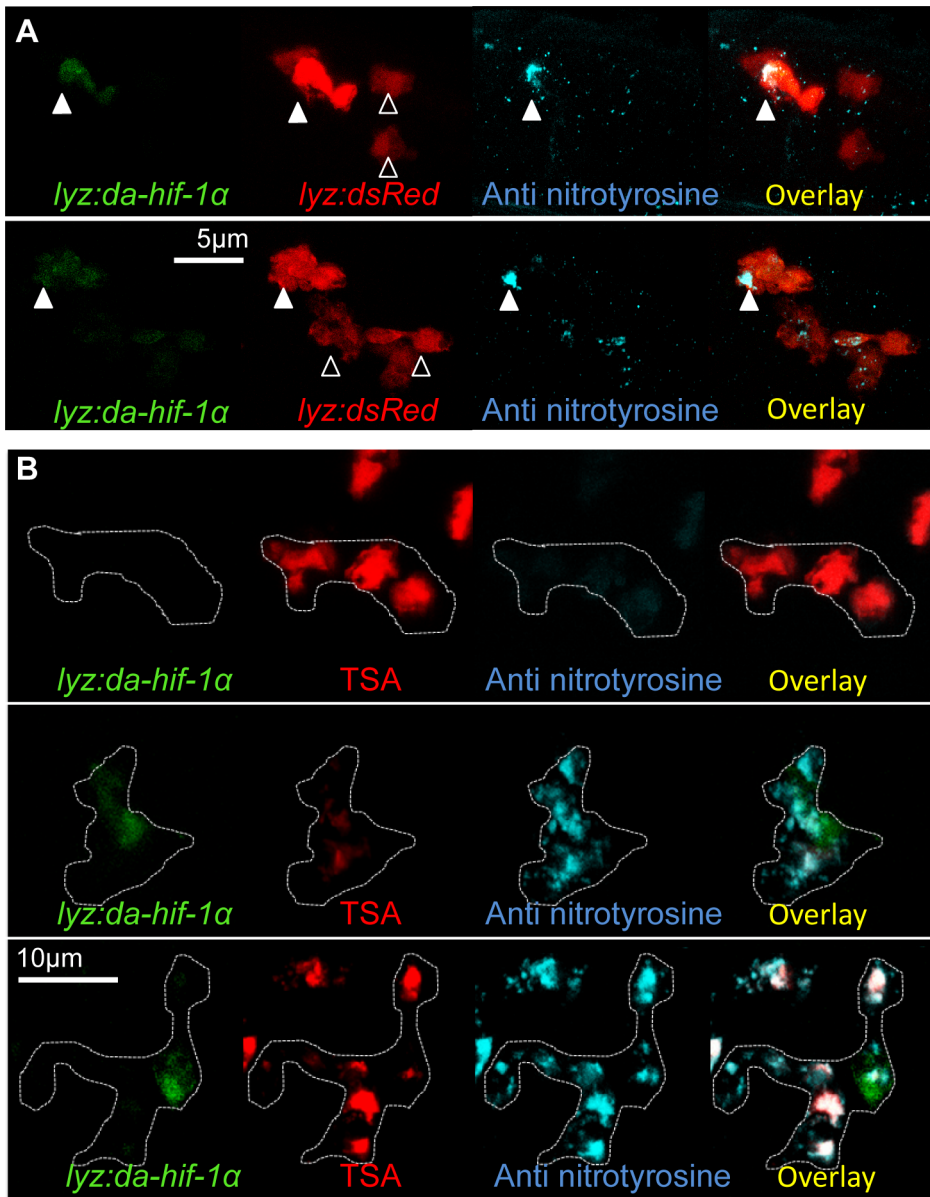 A
lyz:da-hif-1α lyz:dsRed Anti nitrotyrosine Overlay
5µm
lyz:da-hif-1α lyz:dsRed Anti nitrotyrosine Overlay
B
lyz:da-hif-1α TSA Anti nitrotyrosine Overlay
lyz:da-hif-1α TSA Anti nitrotyrosine Overlay
10µm
lyz:da-hif-1α TSA Anti nitrotyrosine Overlay